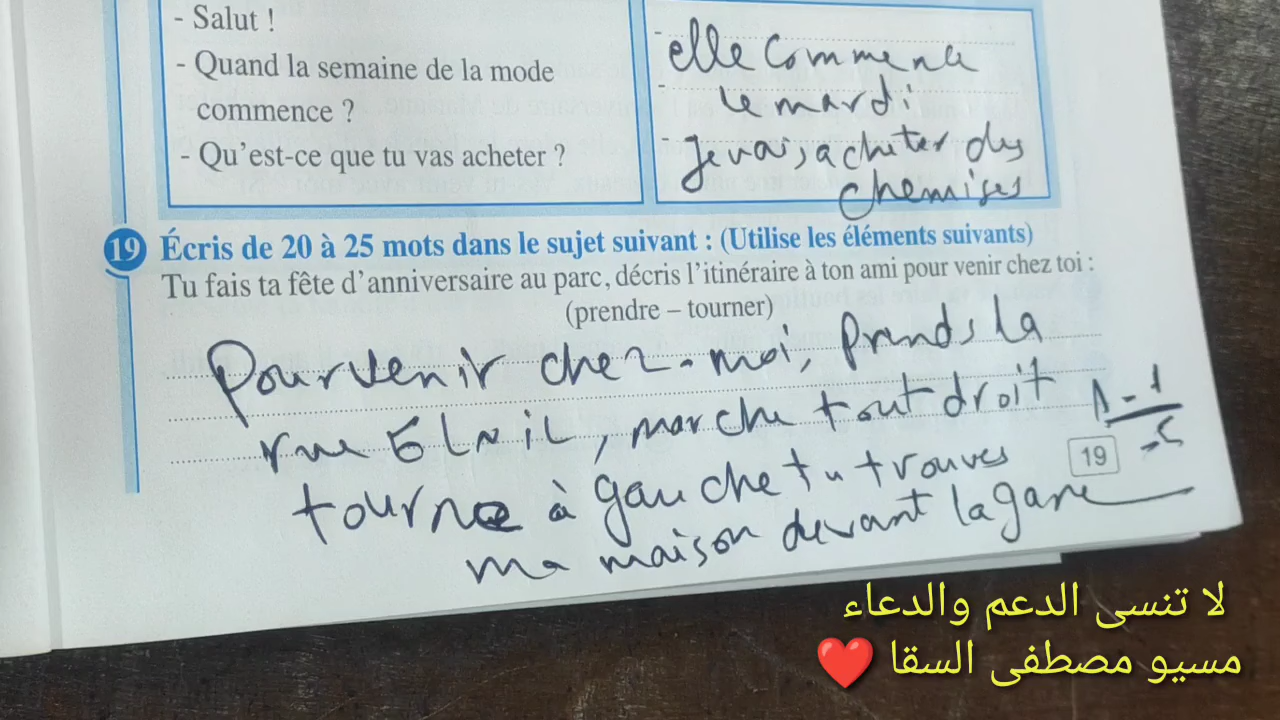 - Salut !
- Quand la semaine de la mode
commence ?
- Qu'est-ce que tu vas acheter ?
- elle commence
- le mardi
- Je vais acheter des
chemises
19 Écris de 20 à 25 mots dans le sujet suivant : (Utilise les éléments suivants)
Tu fais ta fête d'anniversaire au parc, décris l'itinéraire à ton ami pour venir chez toi :
(prendre – tourner)
Pour venir chez-moi, prends la
rue El Nil, marche tout droit
tourne à gauche tu trouves
ma maison devant la gare
19
لا تنسى الدعم والدعاء
مسيو مصطفى السقا ❤️